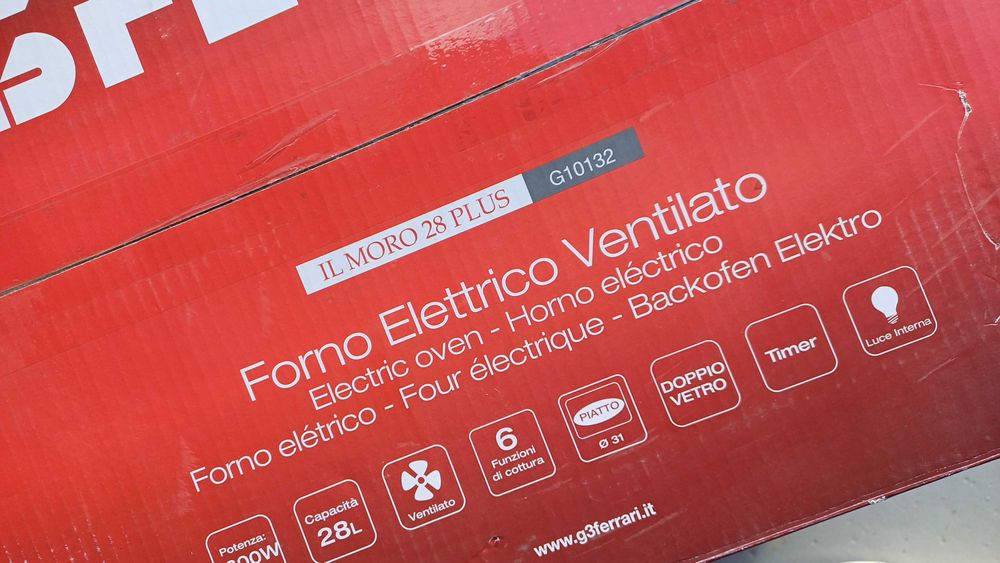 IL MORO 28 PLUS G10132
Forno Elettrico Ventilato
Electric oven - Horno eléctrico
Forno elétrico - Four électrique - Backofen Elektro
Potenza:
Capacità
28L
Ventilato
6
Funzioni
di cottura
PIATTO
Ø 31
DOPPIO
VETRO
Timer
Luce Interna
www.g3ferrari.it